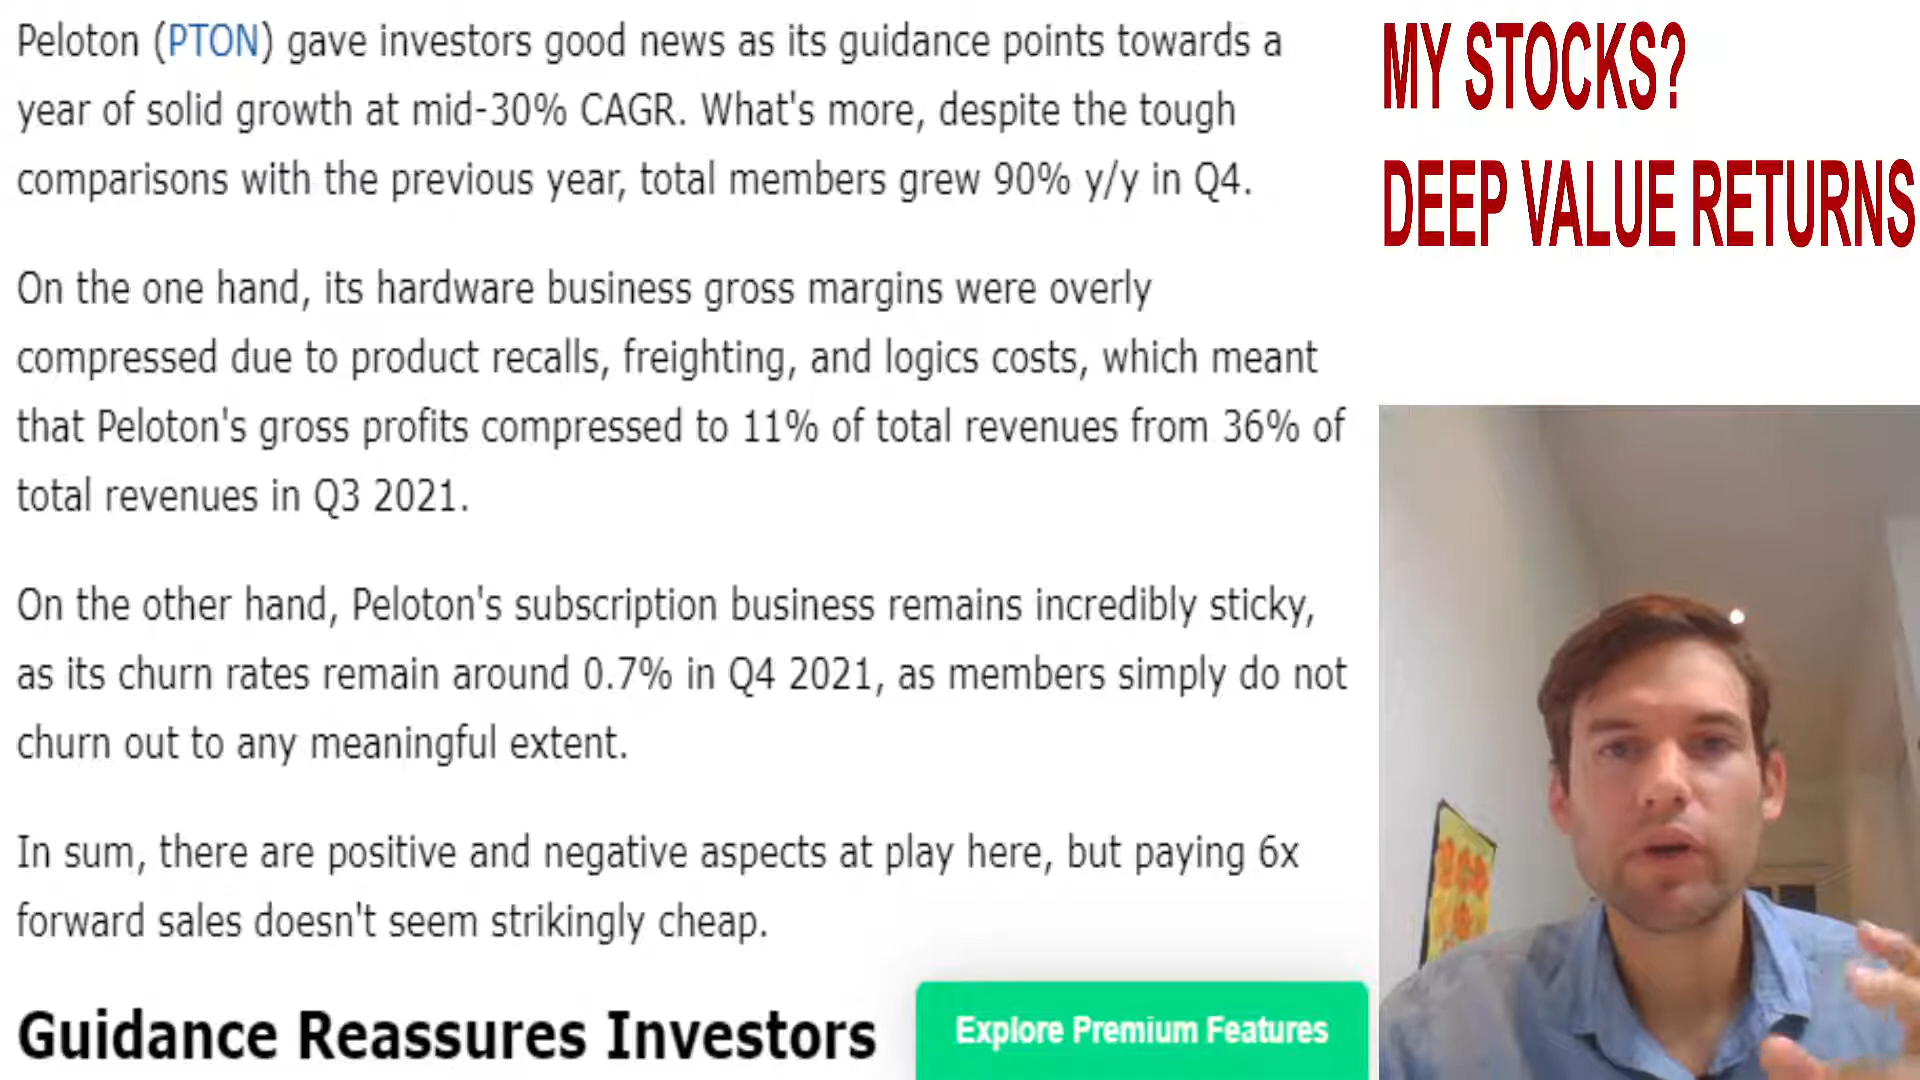 Peloton (PTON) gave investors good news as its guidance points towards a
year of solid growth at mid-30% CAGR. What's more, despite the tough
comparisons with the previous year, total members grew 90% y/y in Q4.
On the one hand, its hardware business gross margins were overly
compressed due to product recalls, freighting, and logics costs, which meant
that Peloton's gross profits compressed to 11% of total revenues from 36% of
total revenues in Q3 2021.
On the other hand, Peloton's subscription business remains incredibly sticky,
as its churn rates remain around 0.7% in Q4 2021, as members simply do not
churn out to any meaningful extent.
In sum, there are positive and negative aspects at play here, but paying 6x
forward sales doesn't seem strikingly cheap.
Guidance Reassures Investors
Explore Premium Features
MY STOCKS?
DEEP VALUE RETURNS